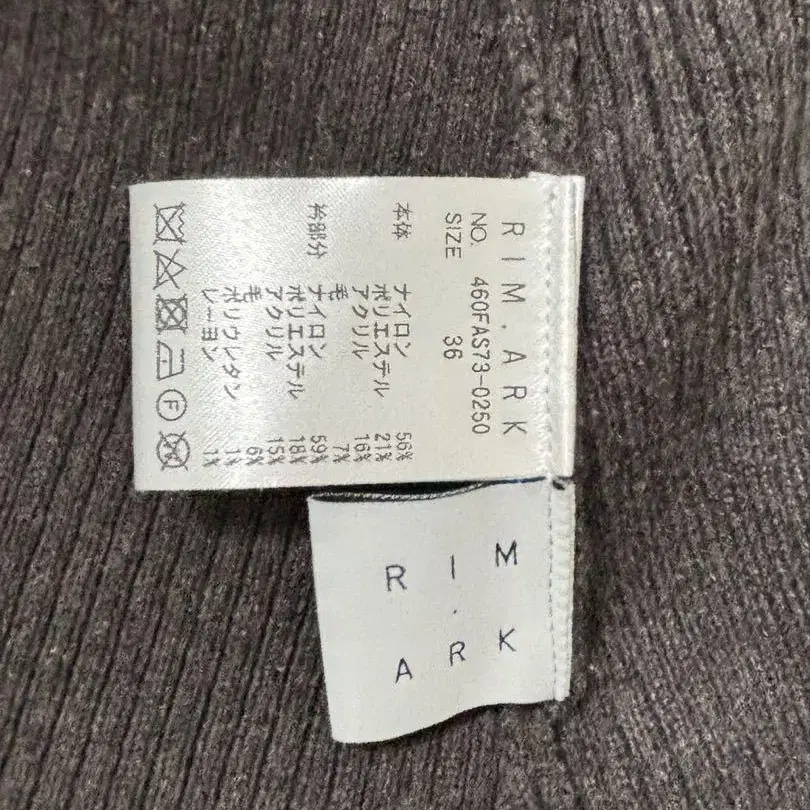 RIM.ARK
NO. 460FAS73-0250
SIZE 36
本体 ナイロン 56%
ポリエステル 21%
アクリル 16%
毛 7%
衿部分 ナイロン 59%
ポリエステル 18%
アクリル 15%
毛 6%
ポリウレタン 1%
レーヨン 1%
F
RIM
.
ARK